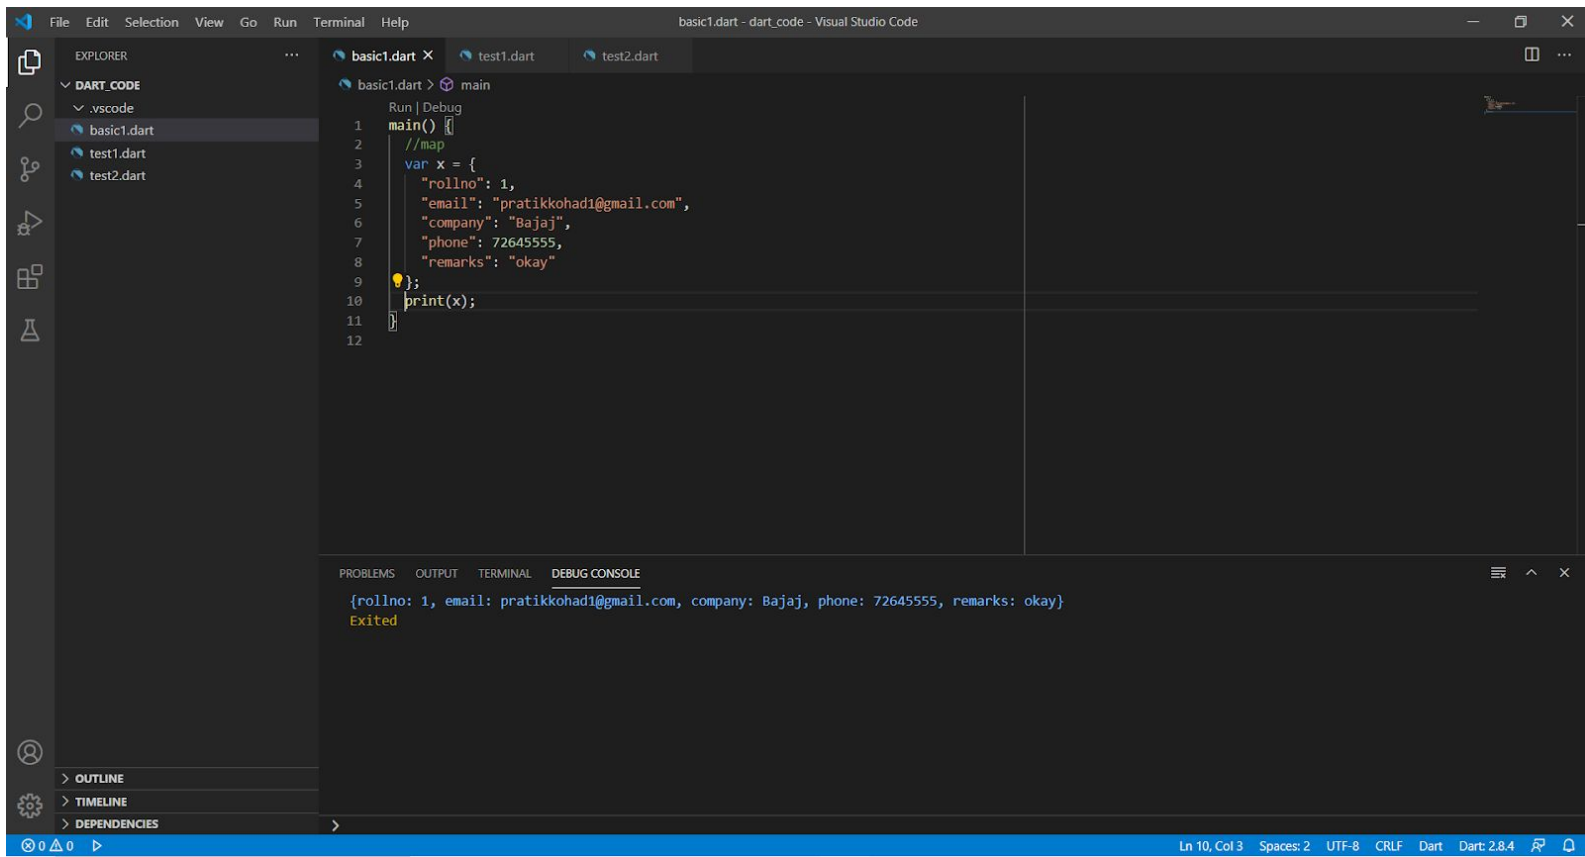 File Edit Selection View Go Run Terminal Help basic1.dart - dart_code - Visual Studio Code
EXPLORER
DART_CODE
.vscode
basic1.dart
test1.dart
test2.dart
basic1.dart test1.dart test2.dart
basic1.dart > main
Run | Debug
1 main() {
2 //map
3 var x = {
4 "rollno": 1,
5 "email": "pratikkohad1@gmail.com",
6 "company": "Bajaj",
7 "phone": 72645555,
8 "remarks": "okay"
9 };
10 print(x);
11 }
12
PROBLEMS OUTPUT TERMINAL DEBUG CONSOLE
{rollno: 1, email: pratikkohad1@gmail.com, company: Bajaj, phone: 72645555, remarks: okay}
Exited
OUTLINE
TIMELINE
DEPENDENCIES
0 0 Ln 10, Col 3 Spaces: 2 UTF-8 CRLF Dart Dart: 2.8.4